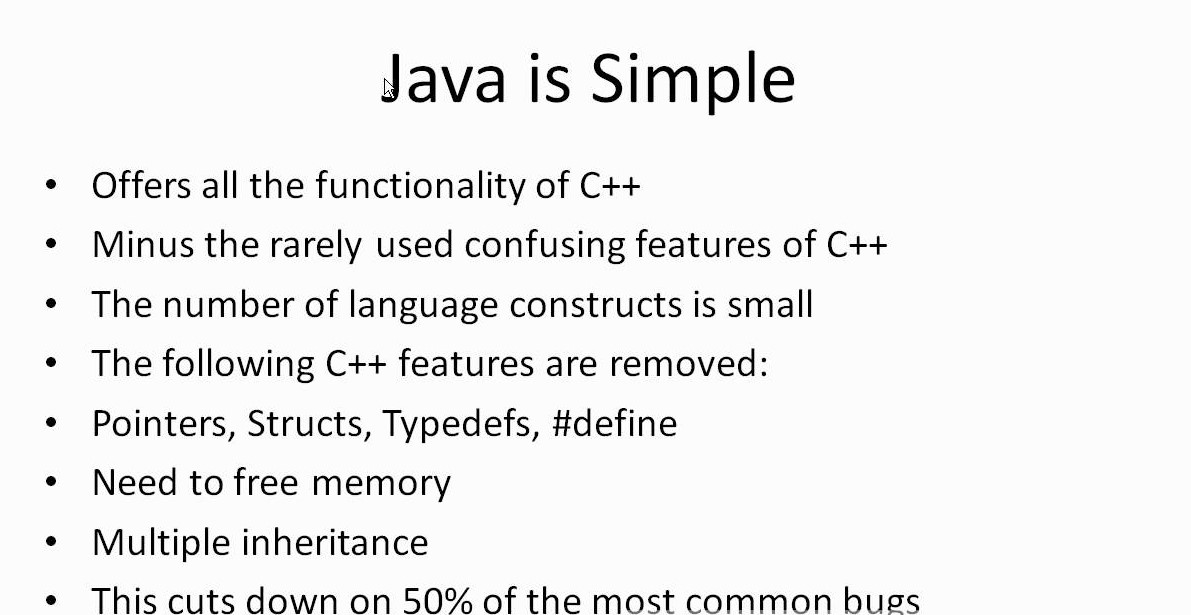 Java is Simple
• Offers all the functionality of C++
• Minus the rarely used confusing features of C++
• The number of language constructs is small
• The following C++ features are removed:
• Pointers, Structs, Typedefs, #define
• Need to free memory
• Multiple inheritance
• This cuts down on 50% of the most common bugs